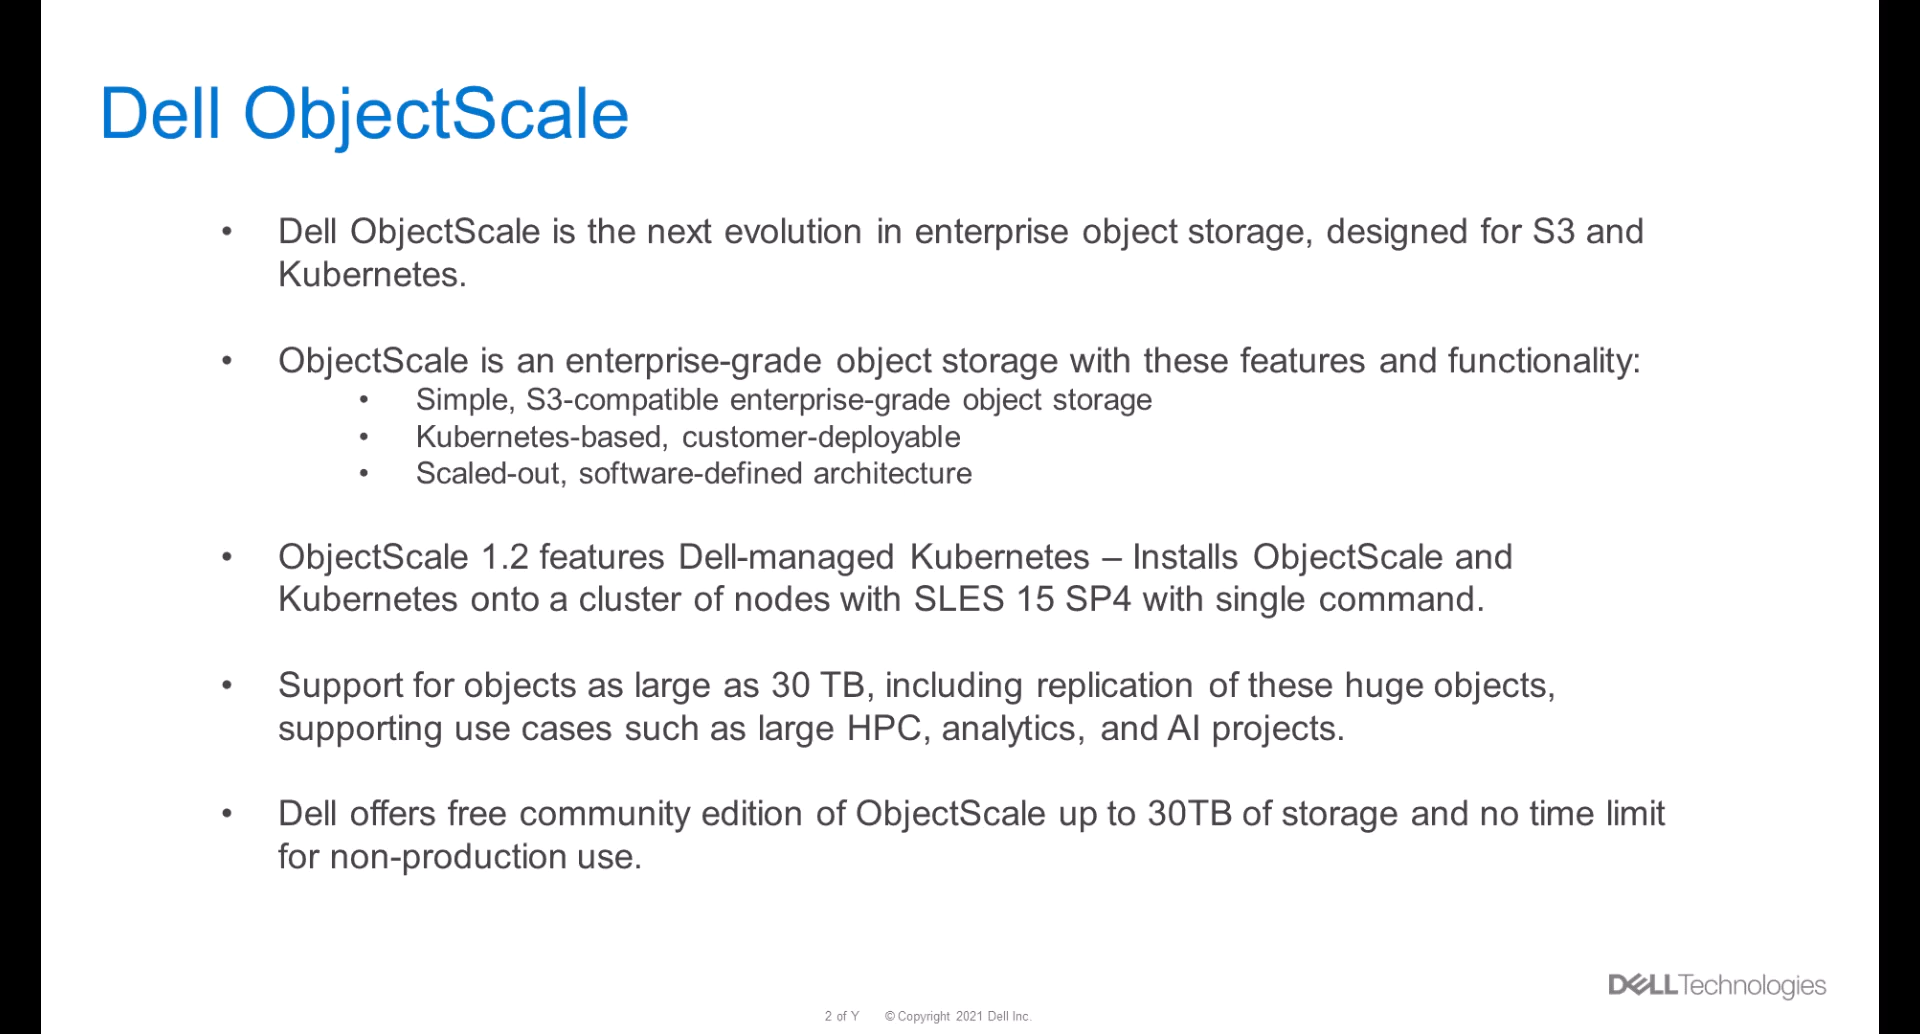 Dell ObjectScale
• Dell ObjectScale is the next evolution in enterprise object storage, designed for S3 and
Kubernetes.
• ObjectScale is an enterprise-grade object storage with these features and functionality:
• Simple, S3-compatible enterprise-grade object storage
• Kubernetes-based, customer-deployable
• Scaled-out, software-defined architecture
• ObjectScale 1.2 features Dell-managed Kubernetes – Installs ObjectScale and
Kubernetes onto a cluster of nodes with SLES 15 SP4 with single command.
• Support for objects as large as 30 TB, including replication of these huge objects,
supporting use cases such as large HPC, analytics, and AI projects.
• Dell offers free community edition of ObjectScale up to 30TB of storage and no time limit
for non-production use.
DELLTechnologies
2 of Y © Copyright 2021 Dell Inc.